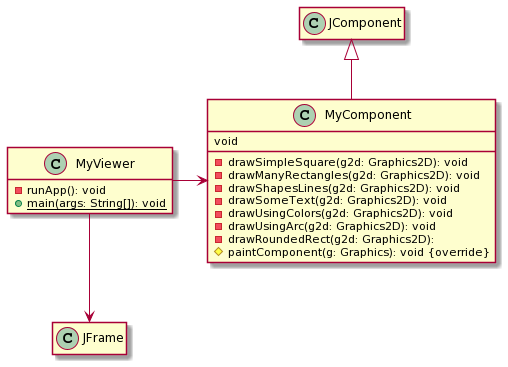 C JComponent
C MyComponent
void
drawSimpleSquare(g2d: Graphics2D): void
drawManyRectangles(g2d: Graphics2D): void
drawShapesLines(g2d: Graphics2D): void
drawSomeText(g2d: Graphics2D): void
drawUsingColors(g2d: Graphics2D): void
drawUsingArc(g2d: Graphics2D): void
drawRoundedRect(g2d: Graphics2D):
paintComponent(g: Graphics): void {override}
C MyViewer
runApp(): void
main(args: String[]): void
C JFrame